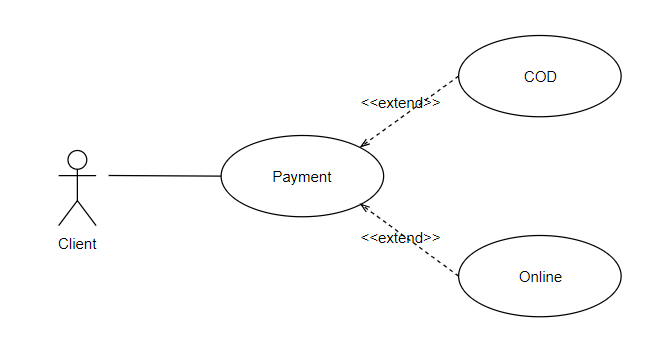 COD
<<extend>>
Payment
<<extend>>
Client
Online